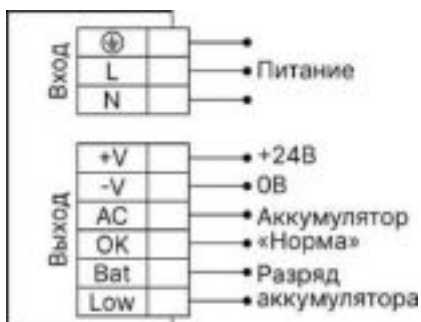 Вход
L Питание
N
Выход
+V +24В
-V 0В
AC Аккумулятор
OK «Норма»
Bat Разряд
Low аккумулятора